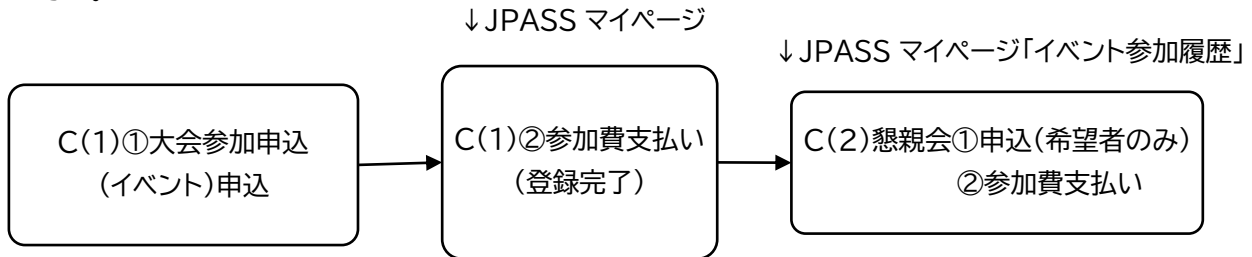 ↓JPASS マイページ
↓JPASS マイページ「イベント参加履歴」
C(1)①大会参加申込
(イベント)申込
C(1)②参加費支払い
(登録完了)
C(2)懇親会①申込(希望者のみ)
②参加費支払い